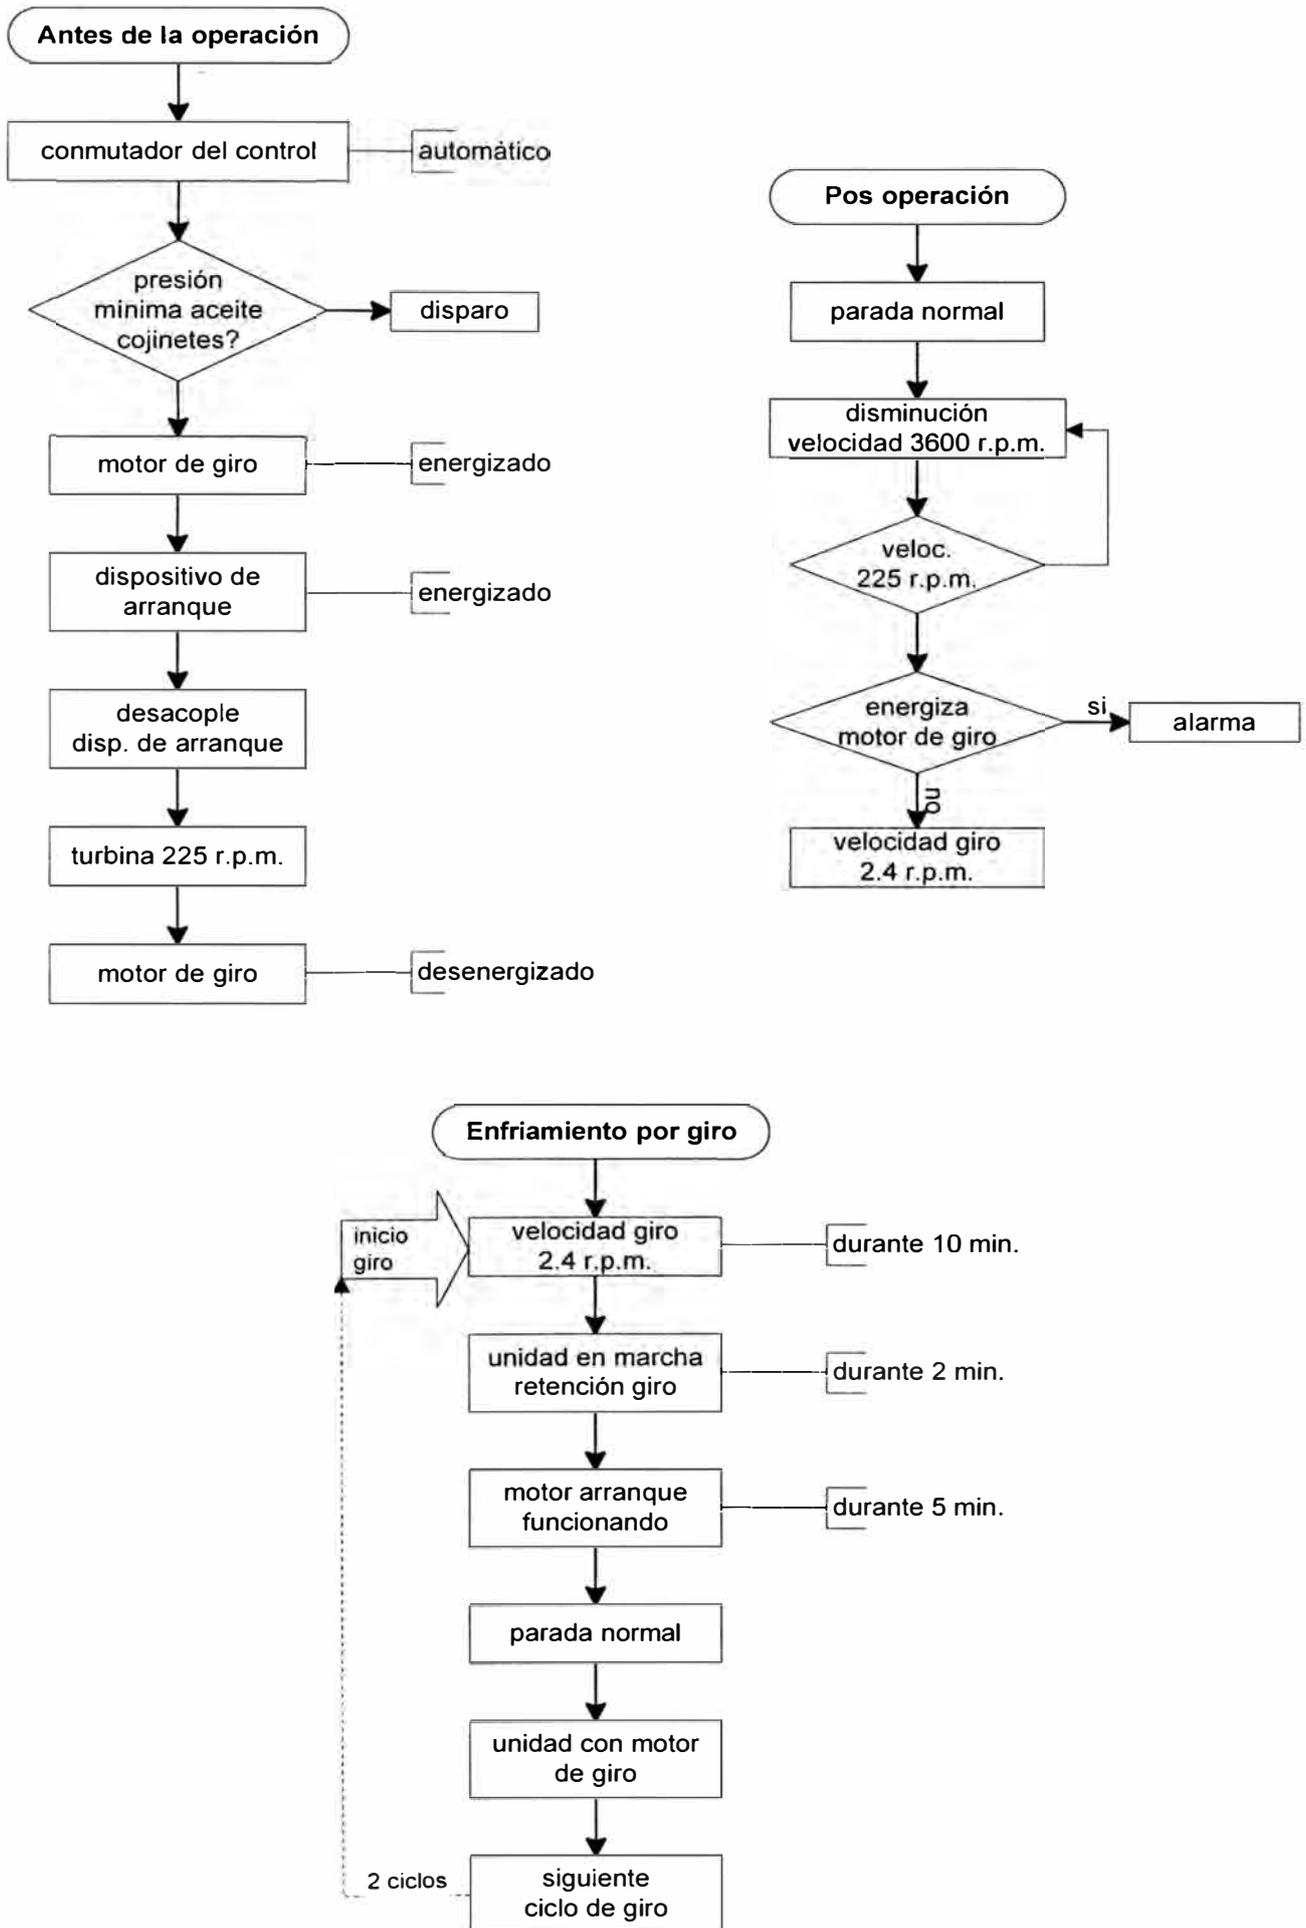 Antes de la operación
conmutador del control
automático
presión
mínima aceite
cojinetes?
disparo
motor de giro
energizado
dispositivo de
arranque
energizado
desacople
disp. de arranque
turbina 225 r.p.m.
motor de giro
desenergizado
Pos operación
parada normal
disminución
velocidad 3600 r.p.m.
veloc.
225 r.p.m.
energiza
motor de giro
si
alarma
no
velocidad giro
2.4 r.p.m.
Enfriamiento por giro
inicio
giro
velocidad giro
2.4 r.p.m.
durante 10 min.
unidad en marcha
retención giro
durante 2 min.
motor arranque
funcionando
durante 5 min.
parada normal
unidad con motor
de giro
2 ciclos
siguiente
ciclo de giro